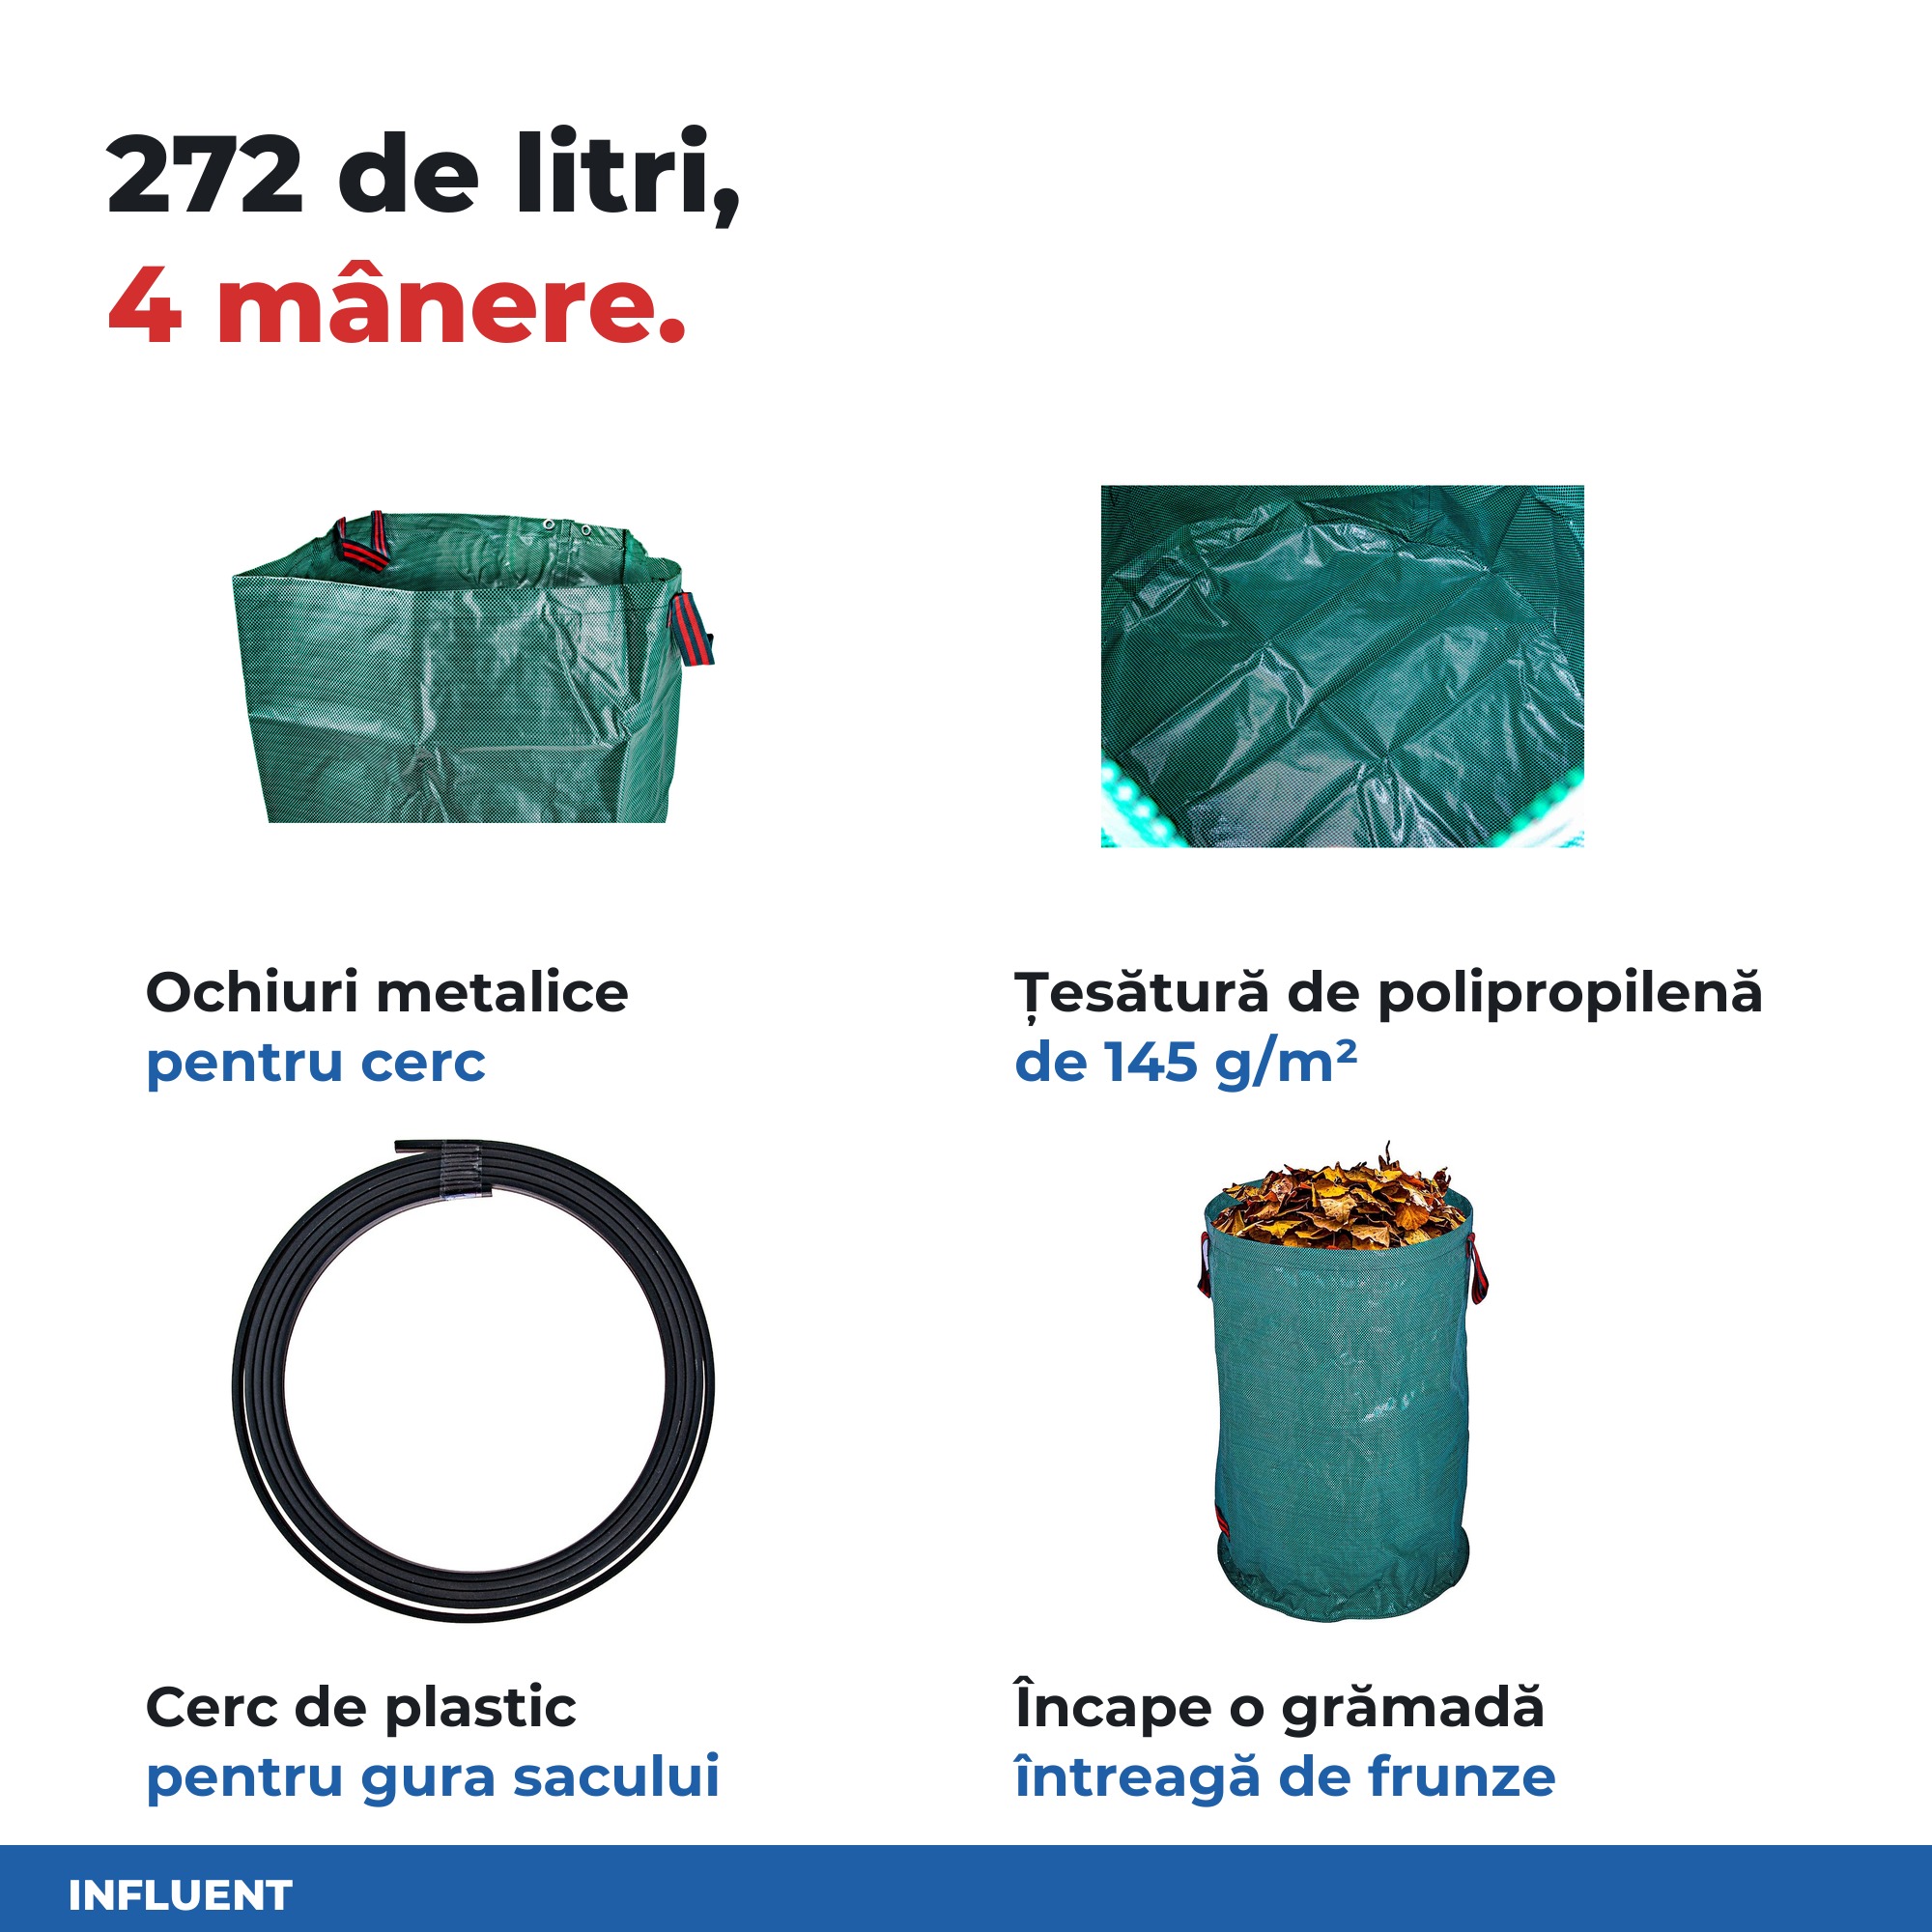 272 de litri,
4 mânere.
Ochiuri metalice
pentru cerc
Țesătură de polipropilenă
de 145 g/m²
Cerc de plastic
pentru gura sacului
Încape o grămadă
întreagă de frunze
INFLUENT